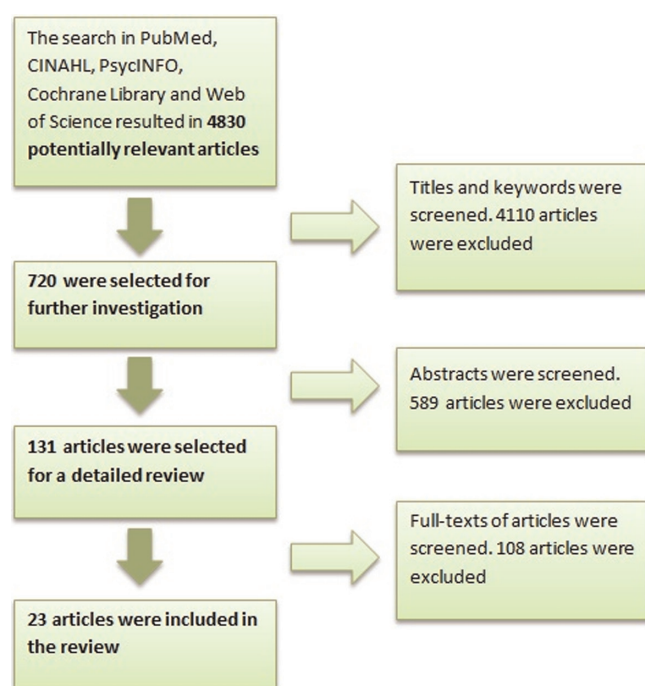 The search in PubMed,
CINAHL, PsycINFO,
Cochrane Library and Web
of Science resulted in 4830
potentially relevant articles
Titles and keywords were
screened. 4110 articles
were excluded
720 were selected for
further investigation
Abstracts were screened.
589 articles were excluded
131 articles were selected
for a detailed review
Full-texts of articles were
screened. 108 articles were
excluded
23 articles were included in
the review